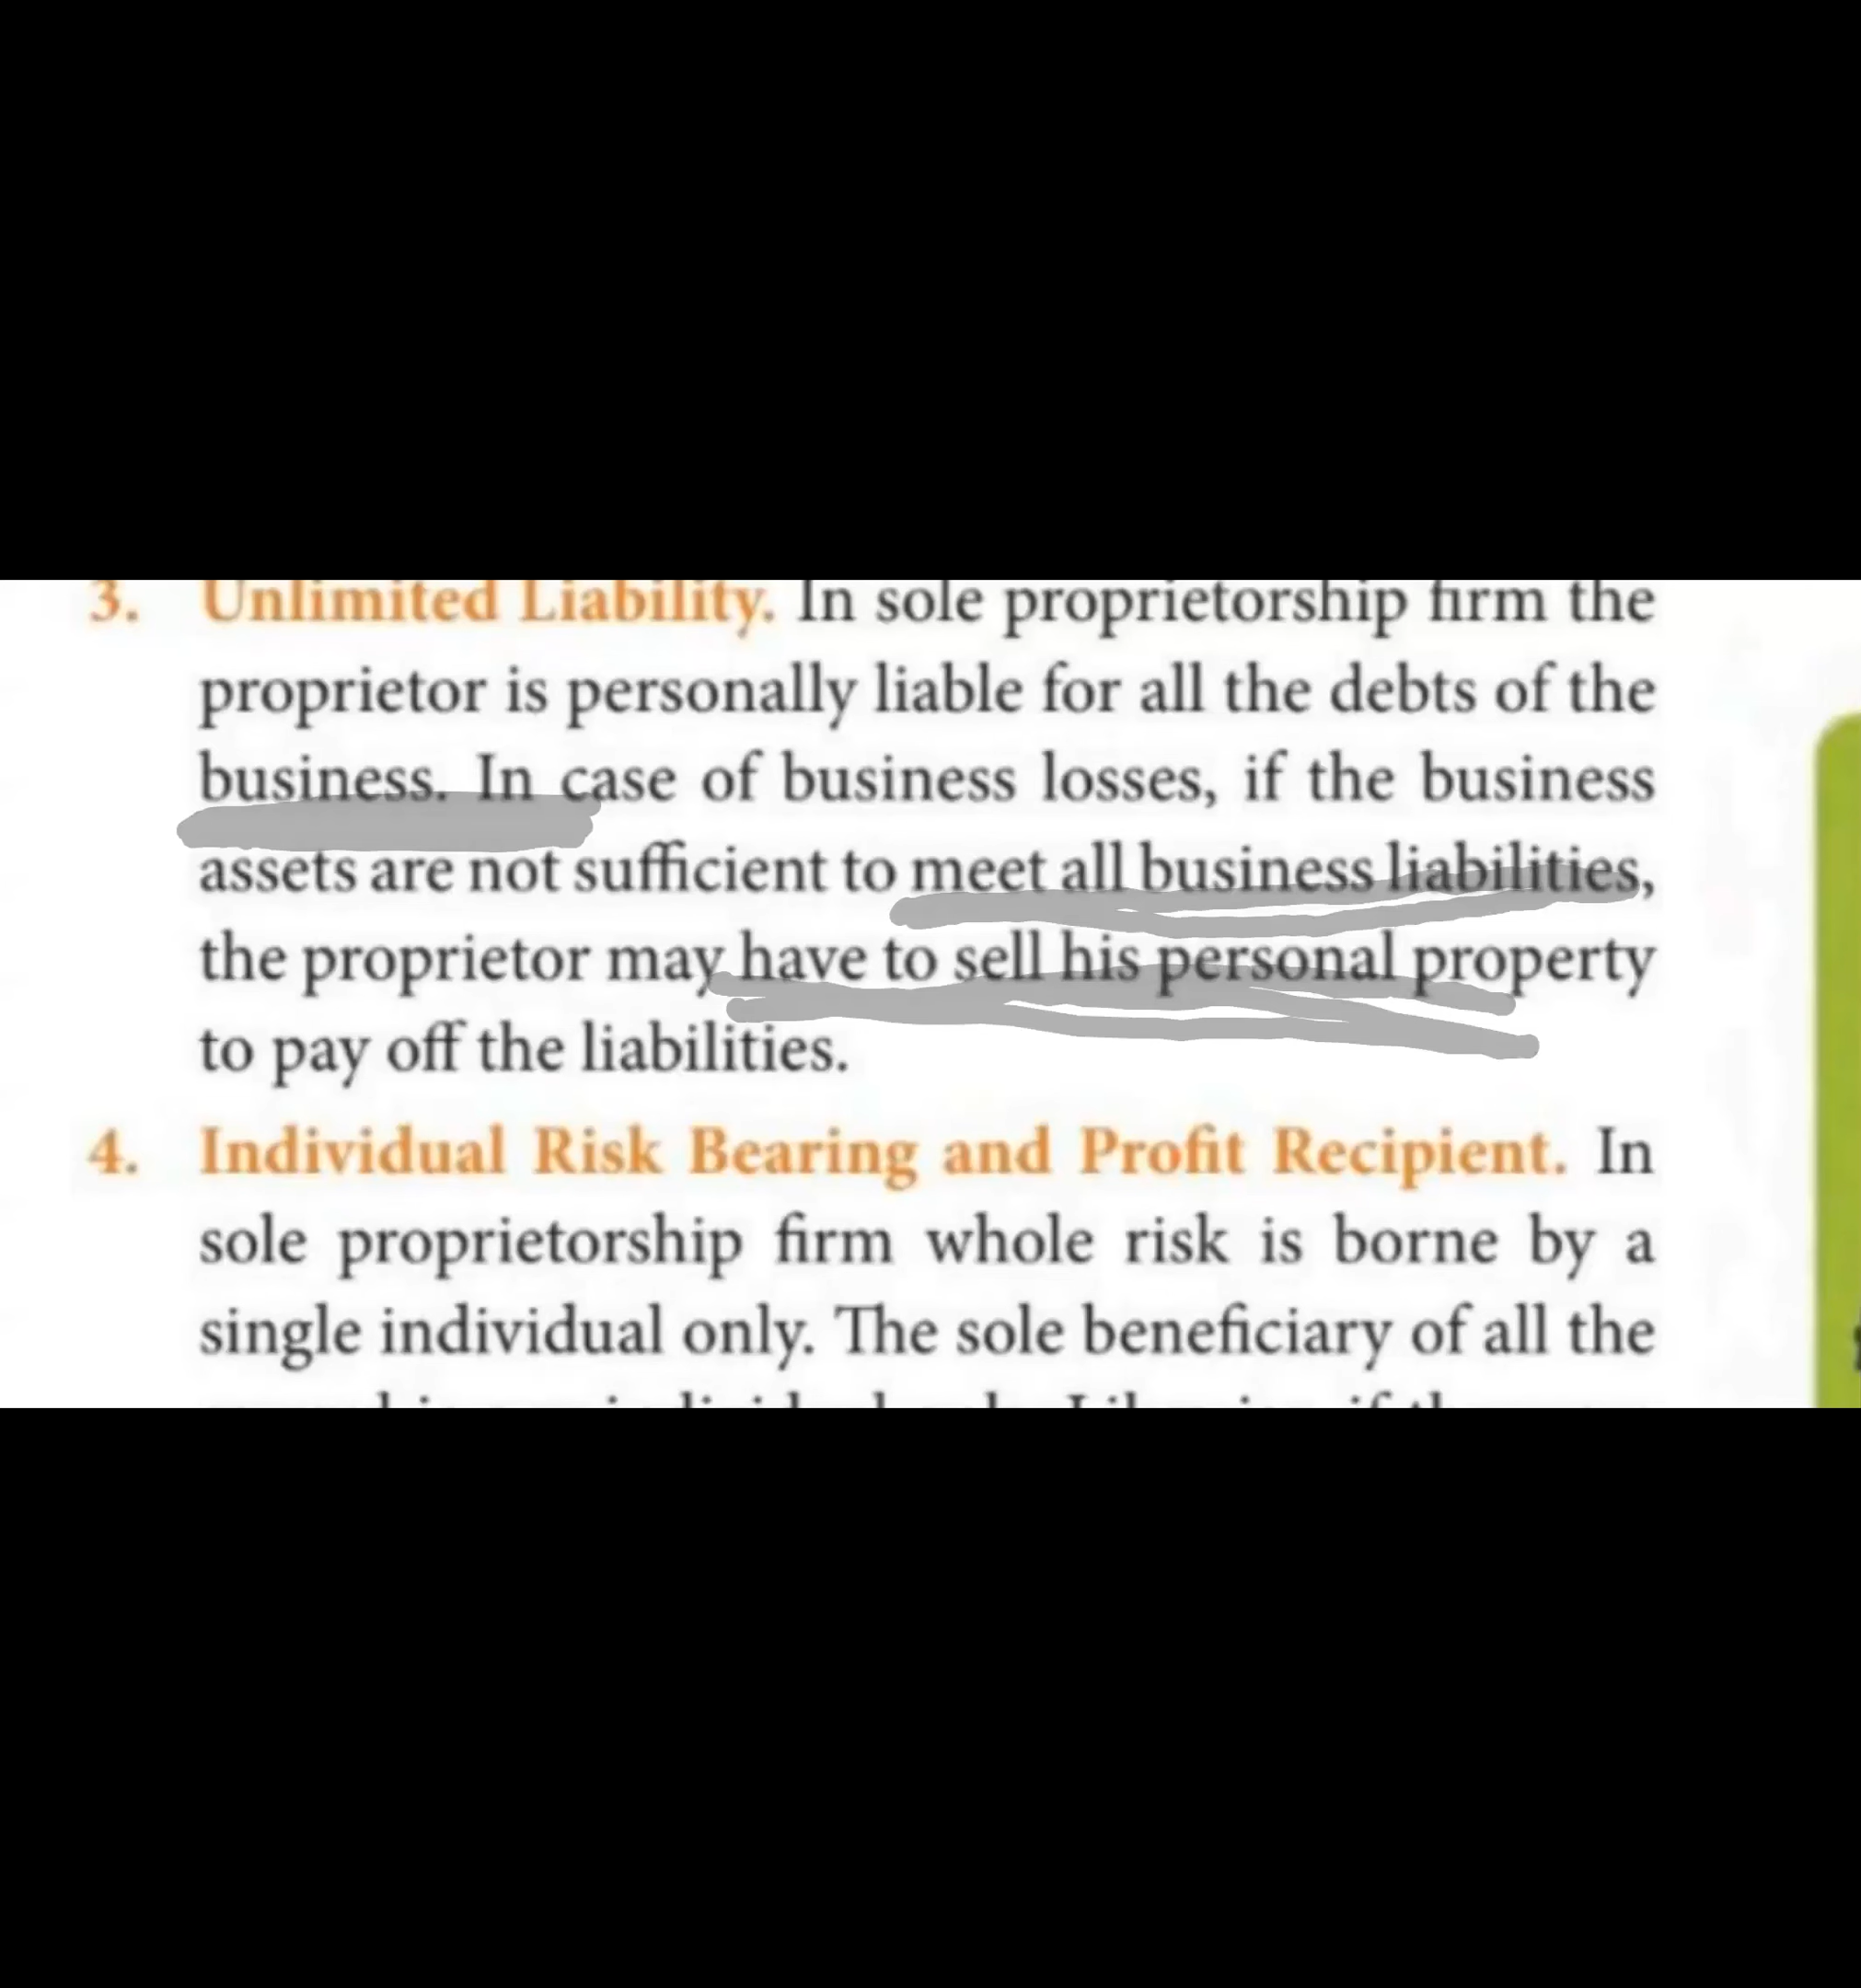 3. Unlimited Liability. In sole proprietorship firm the
proprietor is personally liable for all the debts of the
business. In case of business losses, if the business
assets are not sufficient to meet all business liabilities,
the proprietor may have to sell his personal property
to pay off the liabilities.
4. Individual Risk Bearing and Profit Recipient. In
sole proprietorship firm whole risk is borne by a
single individual only. The sole beneficiary of all the